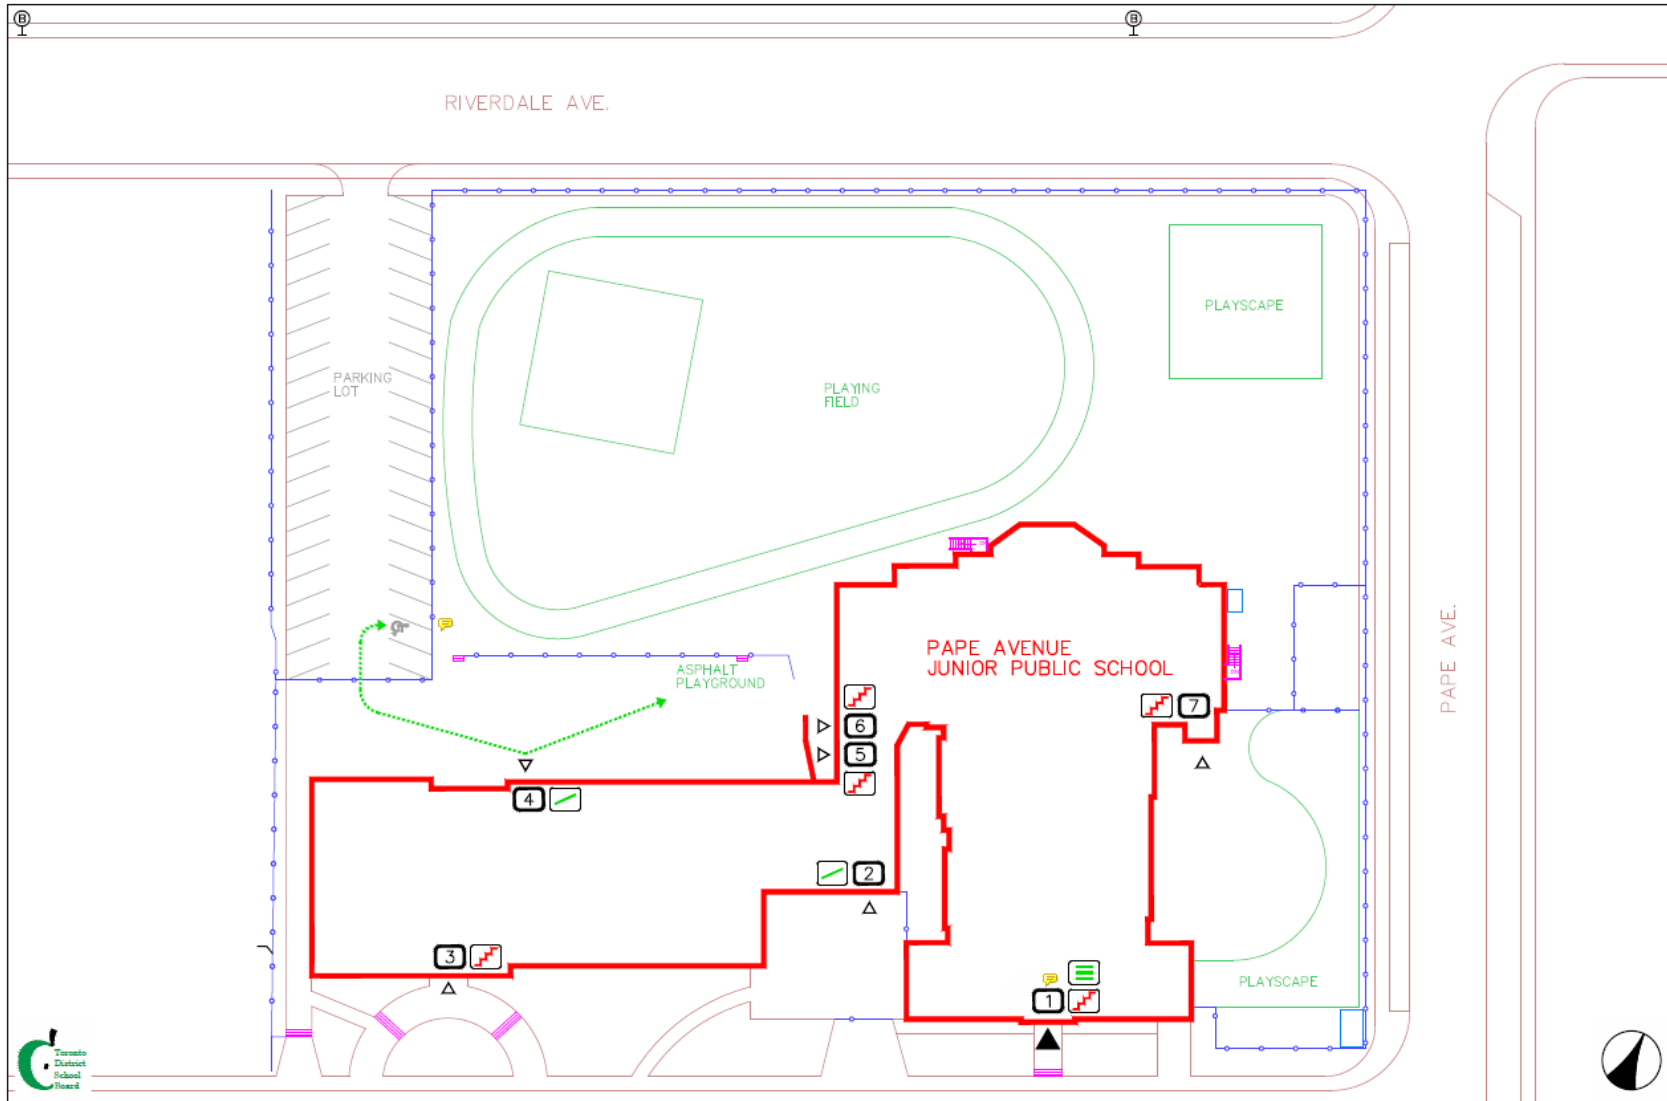 B
B
RIVERDALE AVE.
PLAYSCAPE
PARKING
LOT
PLAYING
FIELD
PAPE AVENUE
JUNIOR PUBLIC SCHOOL
PAPE AVE.
ASPHALT
PLAYGROUND
7
6
5
4
2
3
PLAYSCAPE
1
Toronto
District
School
Board